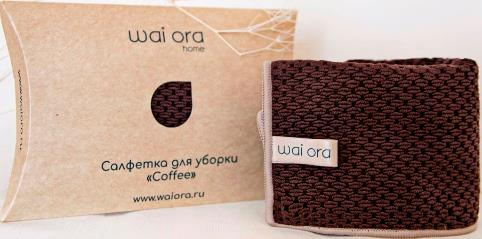 wai ora
home
Салфетка для уборки
«Coffee»
www.waiora.ru
wai ora